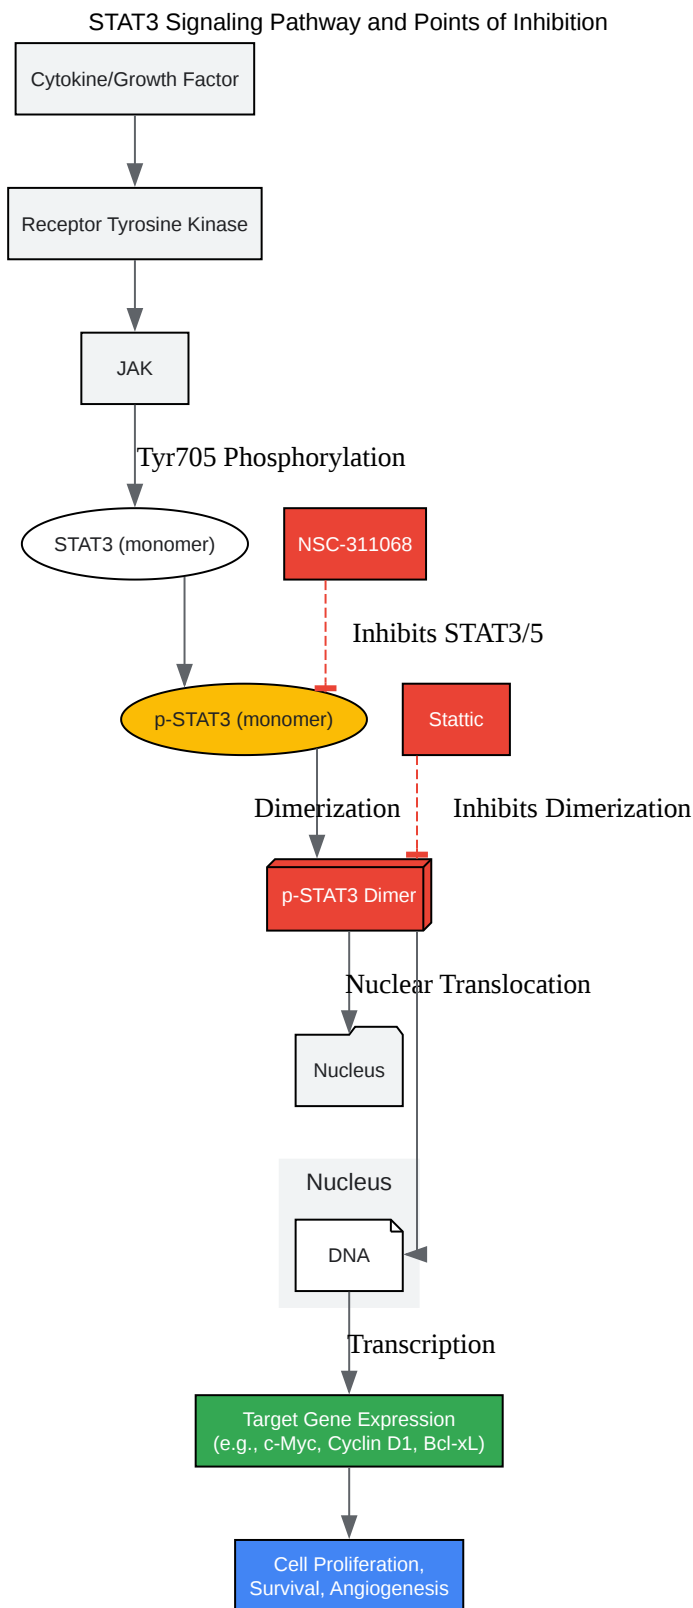 STAT3 Signaling Pathway and Points of Inhibition
Cytokine/Growth Factor
Receptor Tyrosine Kinase
JAK
Tyr705 Phosphorylation
STAT3 (monomer)
NSC-311068
Inhibits STAT3/5
p-STAT3 (monomer)
Stattic
Dimerization
Inhibits Dimerization
p-STAT3 Dimer
Nuclear Translocation
Nucleus
Nucleus
DNA
Transcription
Target Gene Expression
(e.g., c-Myc, Cyclin D1, Bcl-xL)
Cell Proliferation,
Survival, Angiogenesis